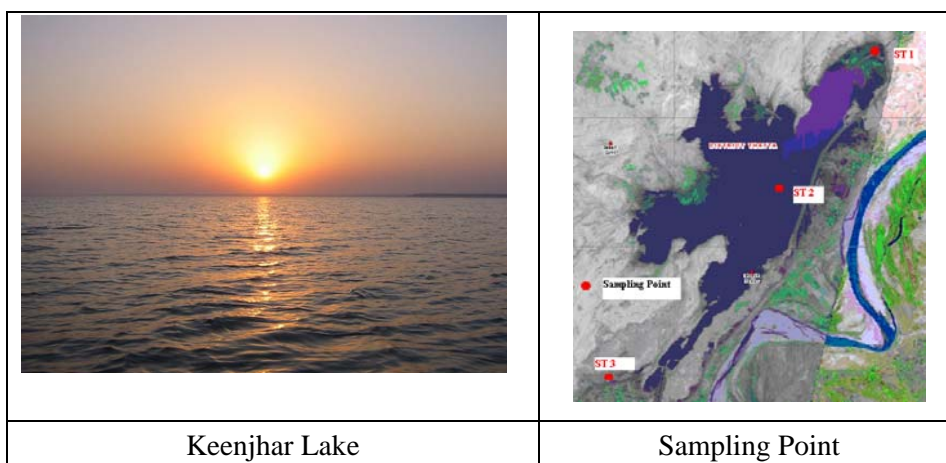 ST 1
DISTRICT THATTA
ST 2
Sampling Point
ST 3
Keenjhar Lake
Sampling Point